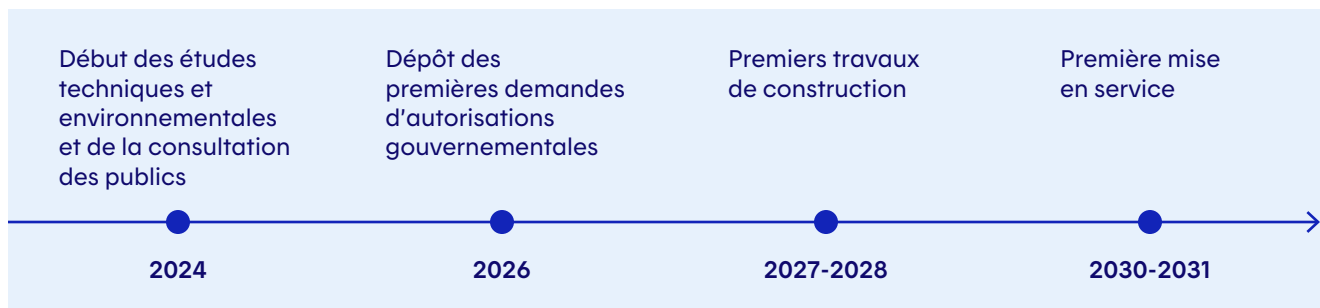 Début des études
techniques et
environnementales
et de la consultation
des publics
Dépôt des
premières demandes
d'autorisations
gouvernementales
Premiers travaux
de construction
Première mise
en service
2024
2026
2027-2028
2030-2031